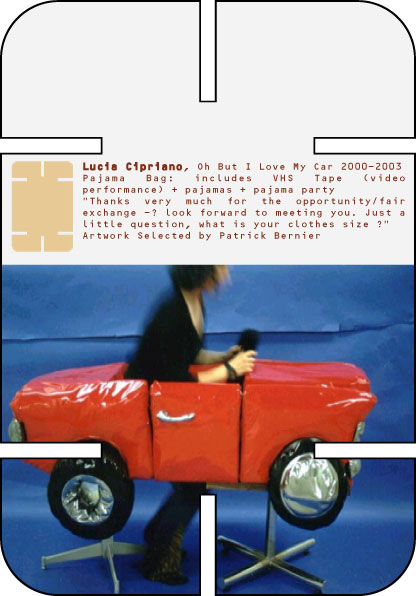 Lucia Cipriano, Oh But I Love My Car 2000-2003
Pajama Bag: includes VHS Tape (video
performance) + pajamas + pajama party
"Thanks very much for the opportunity/fair
exchange -? look forward to meeting you. Just a
little question, what is your clothes size ?"
Artwork Selected by Patrick Bernier